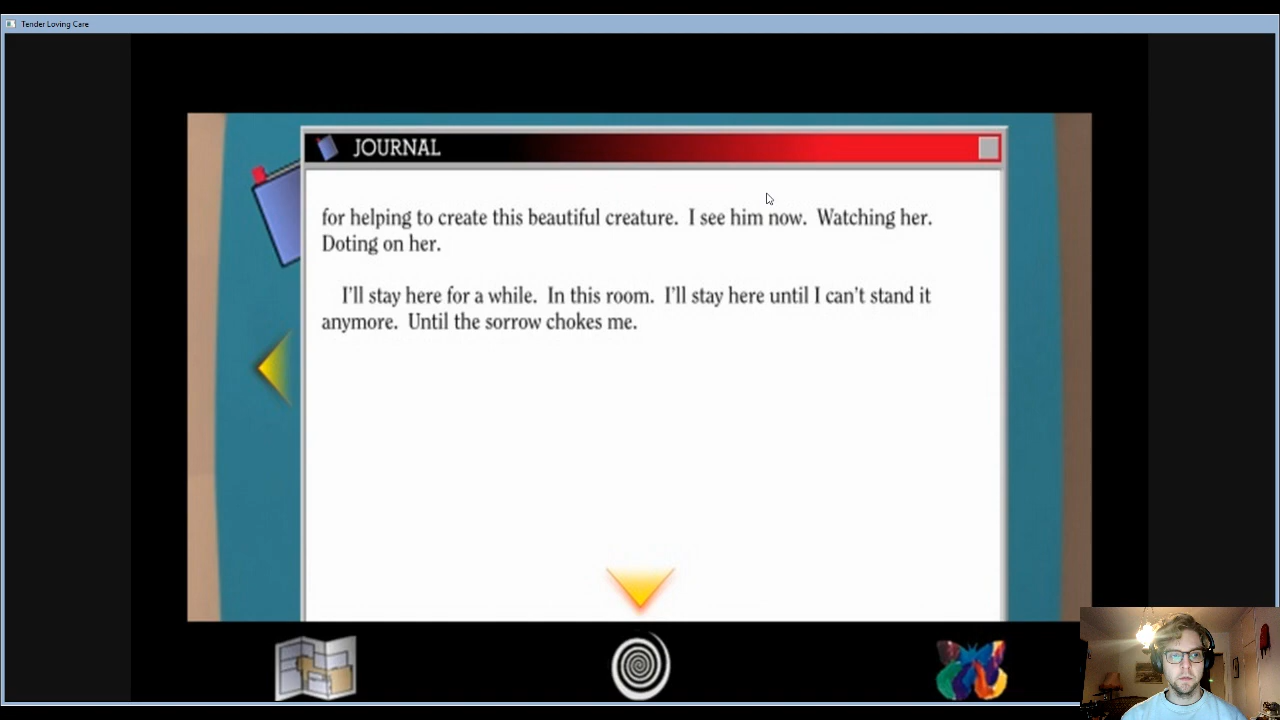 Tender Loving Care
JOURNAL
for helping to create this beautiful creature.  I see him now.  Watching her.
Doting on her.
I'll stay here for a while.  In this room.  I'll stay here until I can't stand it
anymore.  Until the sorrow chokes me.